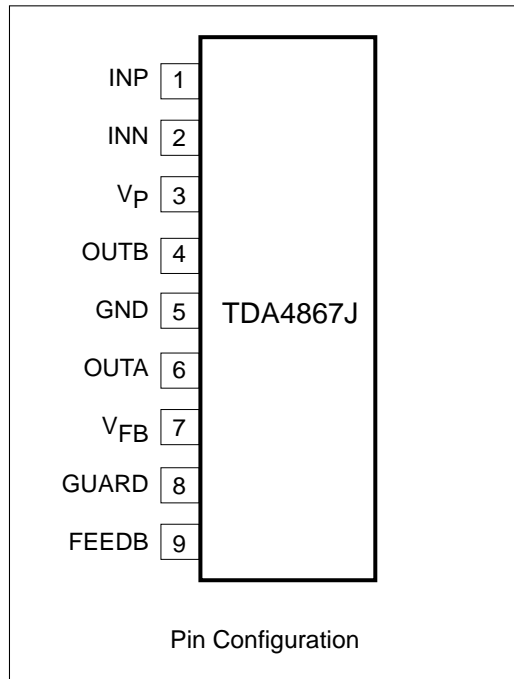 INP 1
INN 2
VP 3
OUTB 4
GND 5
TDA4867J
OUTA 6
VFB 7
GUARD 8
FEEDB 9
Pin Configuration